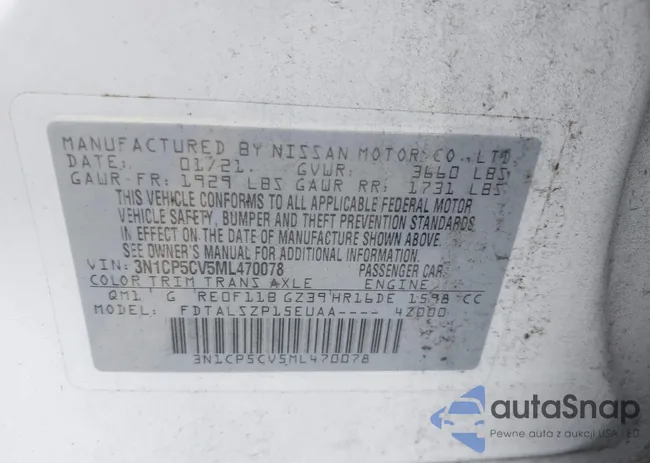 MANUFACTURED BY NISSAN MOTOR CO., LTD.
DATE: 01/21. GVWR: 3660 LBS
GAWR-FR: 1929 LBS GAWR RR: 1731 LBS
THIS VEHICLE CONFORMS TO ALL APPLICABLE FEDERAL MOTOR
VEHICLE SAFETY, BUMPER AND THEFT PREVENTION STANDARDS
IN EFFECT ON THE DATE OF MANUFACTURE SHOWN ABOVE.
SEE OWNER'S MANUAL FOR ADDITIONAL INFORMATION.
VIN: 3N1CP5CV5ML470078 PASSENGER CAR
COLOR TRIM TRANS AXLE ENGINE
QM1 G RE0F11B GZ39 HR16DE 1598 CC
MODEL: FDTALSZP15EUAA---- 4Z000
3N1CP5CV5ML470078
autoSnap
Pewne auta z aukcji USA i EU